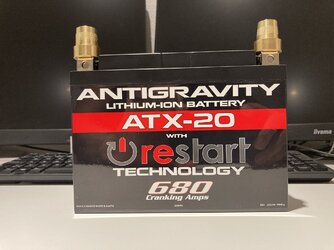 ANTIGRAVITY
LITHIUM-ION BATTERY
ATX-20
WITH
restart
TECHNOLOGY
680
Cranking Amps
iiyama